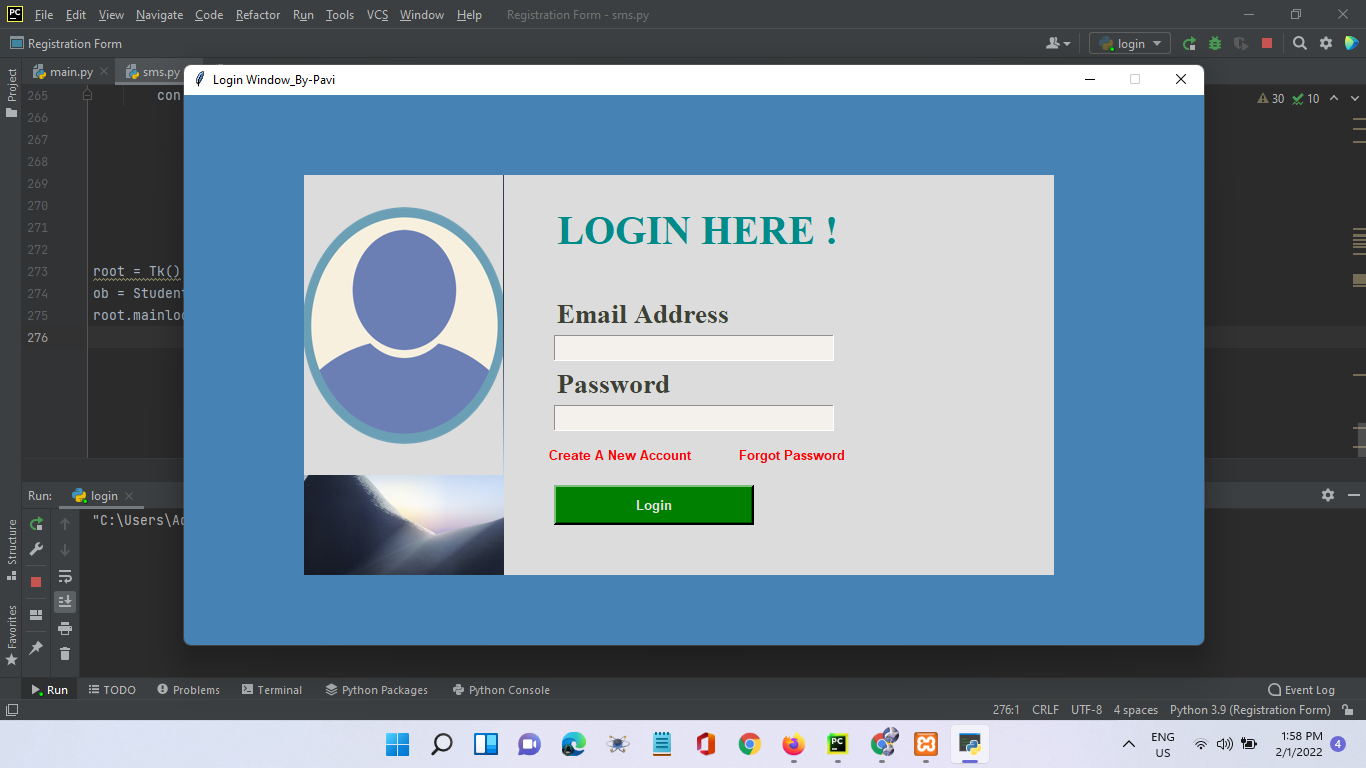 PC File Edit View Navigate Code Refactor Run Tools VCS Window Help Registration Form - sms.py
Registration Form login
Project main.py sms.py
Login Window_By-Pavi
265 con
30 10
266
267
268
269
270
271
272
273 root = Tk()
274 ob = Student
275
276
LOGIN HERE !
Email Address
Password
Create A New Account Forgot Password
Login
Run: login
"C:\Users\
Structure
Favorites
Run TODO Problems Terminal Python Packages Python Console Event Log
276:1 CRLF UTF-8 4 spaces Python 3.9 (Registration Form)
PC
ENG
US
1:58 PM
2/1/2022
4